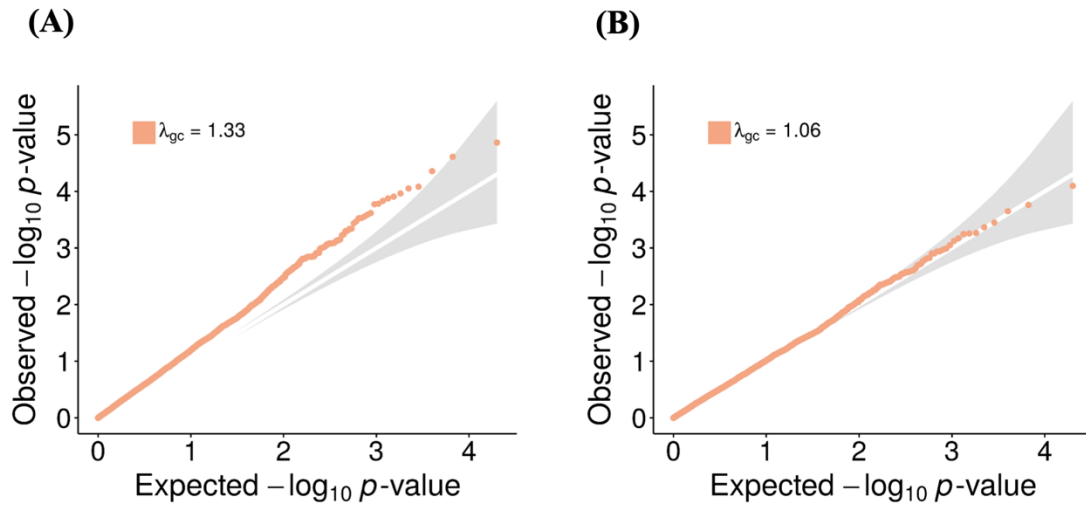 (A)
λgc = 1.33
Observed −log10 p-value
5
4
3
2
1
0
0 1 2 3 4
Expected −log10 p-value
(B)
λgc = 1.06
Observed −log10 p-value
5
4
3
2
1
0
0 1 2 3 4
Expected −log10 p-value